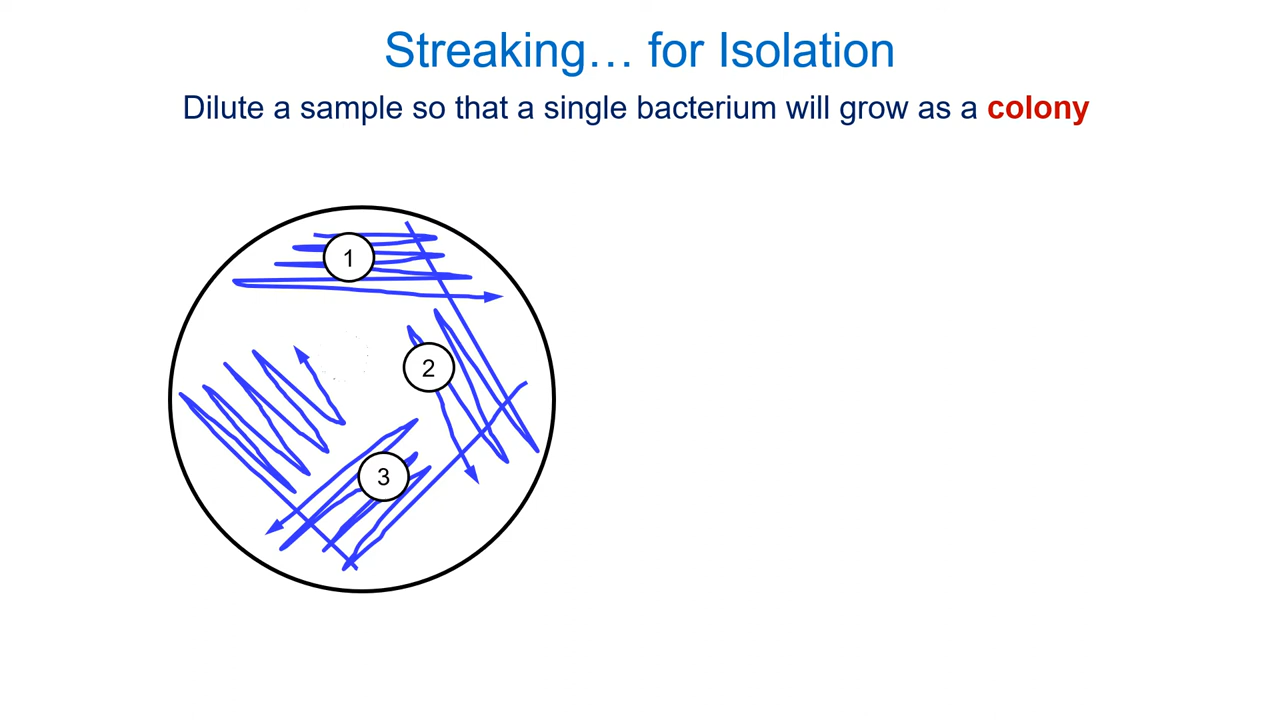 Streaking… for Isolation
Dilute a sample so that a single bacterium will grow as a colony
1
2
3